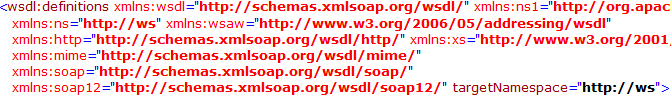 <wsdl:definitions xmlns:wsdl="http://schemas.xmlsoap.org/wsdl/" xmlns:ns1="http://org.apac
xmlns:ns="http://ws" xmlns:wsaw="http://www.w3.org/2006/05/addressing/wsdl"
xmlns:http="http://schemas.xmlsoap.org/wsdl/http/" xmlns:xs="http://www.w3.org/2001/
xmlns:mime="http://schemas.xmlsoap.org/wsdl/mime/"
xmlns:soap="http://schemas.xmlsoap.org/wsdl/soap/"
xmlns:soap12="http://schemas.xmlsoap.org/wsdl/soap12/" targetNamespace="http://ws">